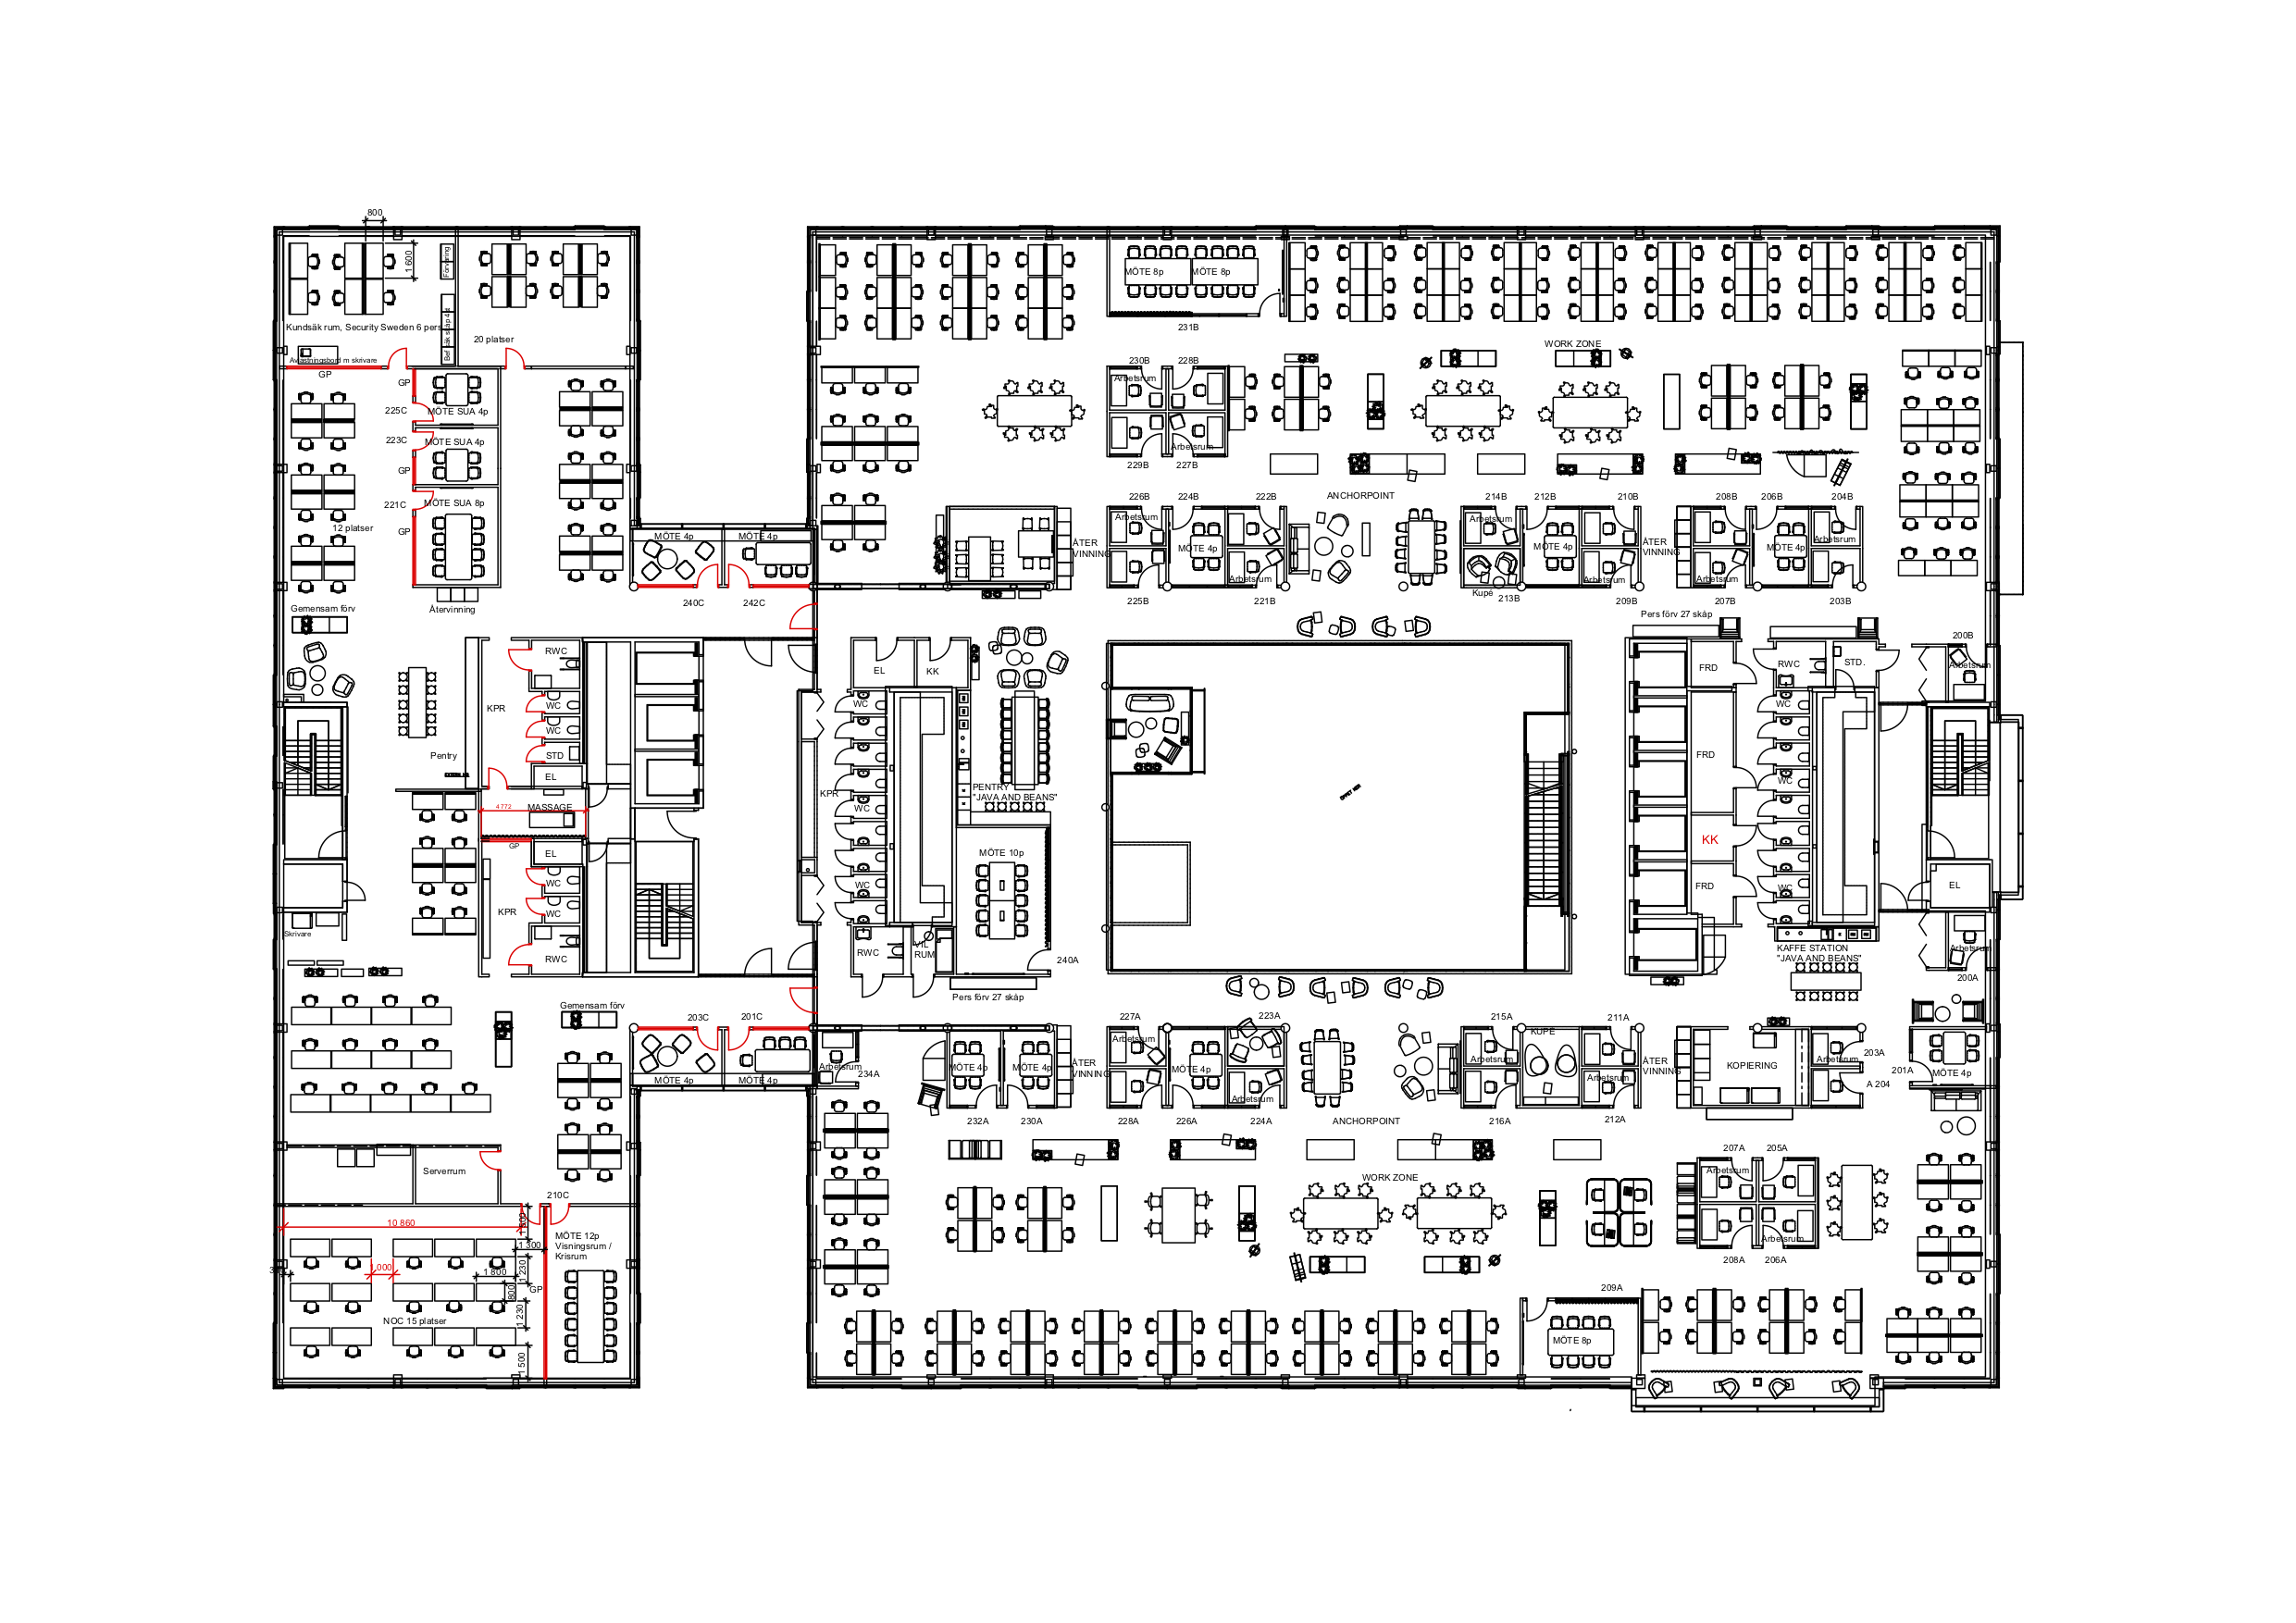 800
1 600
Förvaring
MÖTE 8p
MÖTE 8p
Kundsäk rum, Security Sweden 6 pers
231B
20 platser
WORK ZONE
Avlastningsbord m skrivare
230B
228B
GP
GP
Arbetsrum
225C
MÖTE SUA 4p
223C
MÖTE SUA 4p
Arbetsrum
GP
229B
227B
221C
MÖTE SUA 8p
226B
224B
222B
ANCHORPOINT
214B
212B
210B
208B
206B
204B
12 platser
GP
Arbetsrum
Arbetsrum
MÖTE 4p
MÖTE 4p
ÅTER
VINNING
MÖTE 4p
MÖTE 4p
ÅTER
VINNING
MÖTE 4p
Arbetsrum
Arbetsrum
Arbetsrum
Arbetsrum
Kupé
213B
240C
242C
225B
221B
209B
207B
203B
Gemensam förv
Återvinning
Pers förv 27 skåp
200B
RWC
EL
KK
FRD
RWC
STD.
Arbetsrum
KPR
WC
WC
WC
WC
Pentry
STD
FRD
EL
WC
PENTRY
"JAVA AND BEANS"
KPR
4772
MASSAGE
WC
GP
EL
MÖTE 10p
KK
WC
WC
FRD
WC
EL
KPR
WC
Skrivare
RWC
RWC
VIL
RUM
240A
KAFFE STATION
"JAVA AND BEANS"
Arbetsrum
200A
Pers förv 27 skåp
Gemensam förv
203C
201C
227A
223A
215A
211A
KUPE
Arbetsrum
Arbetsrum
Arbetsrum
234A
MÖTE 4p
MÖTE 4p
ÅTER
VINNING
MÖTE 4p
Arbetsrum
ÅTER
VINNING
KOPIERING
Arbetsrum
203A
201A
MÖTE 4p
A 204
MÖTE 4p
MÖTE 4p
Arbetsrum
232A
230A
228A
226A
224A
ANCHORPOINT
216A
212A
207A
205A
Serverrum
WORK ZONE
Arbetsrum
210C
10 860
MÖTE 12p
Visningsrum /
Krisrum
1 300
Arbetsrum
1 000
1 800
1 230
208A
206A
800
GP
209A
1 230
NOC 15 platser
MÖTE 8p
1 500